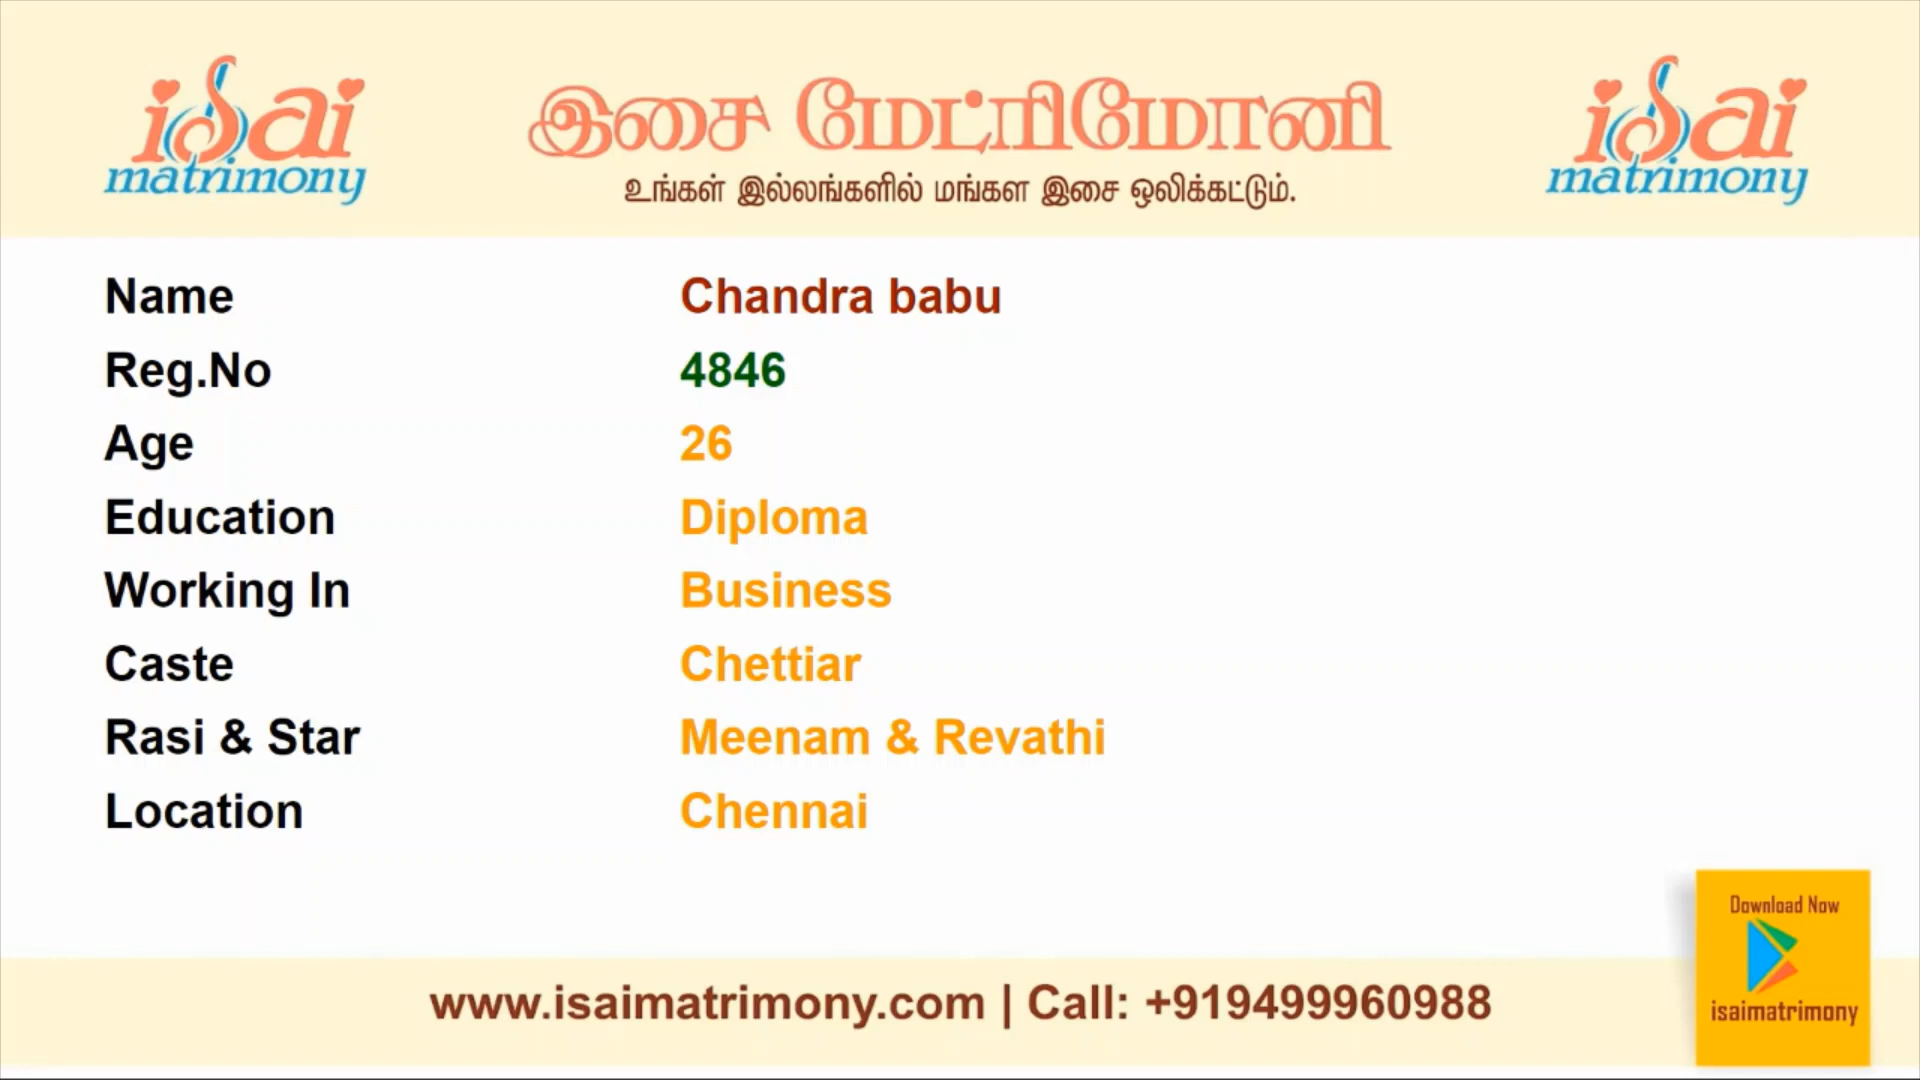 isai
matrimony
இசை மேட்ரிமோனி
உங்கள் இல்லங்களில் மங்கள இசை ஒலிக்கட்டும்.
isai
matrimony
Name Chandra babu
Reg.No 4846
Age 26
Education Diploma
Working In Business
Caste Chettiar
Rasi & Star Meenam & Revathi
Location Chennai
Download Now
isaimatrimony
www.isaimatrimony.com | Call: +919499960988